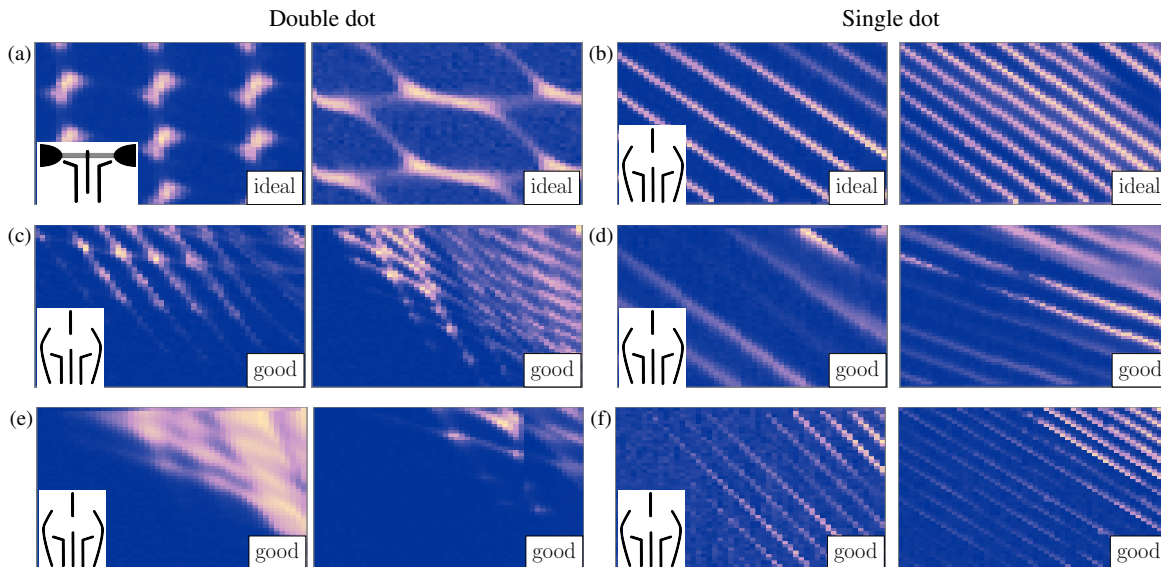 Double dot
Single dot
(a)
ideal
ideal
(b)
ideal
ideal
(c)
good
good
(d)
good
good
(e)
good
good
(f)
good
good